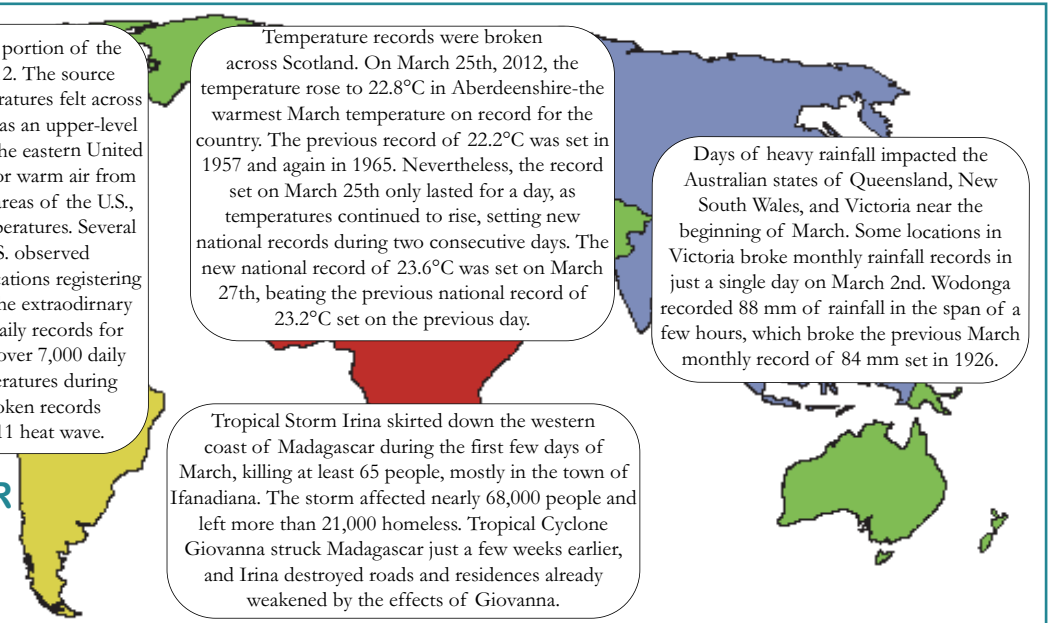 portion of the
2. The source
ratures felt across
as an upper-level
he eastern United
or warm air from
areas of the U.S.,
peratures. Several
S. observed
cations registering
ne extraodirnary
aily records for
over 7,000 daily
eratures during
oken records
11 heat wave.
R
Temperature records were broken
across Scotland. On March 25th, 2012, the
temperature rose to 22.8°C in Aberdeenshire-the
warmest March temperature on record for the
country. The previous record of 22.2°C was set in
1957 and again in 1965. Nevertheless, the record
set on March 25th only lasted for a day, as
temperatures continued to rise, setting new
national records during two consecutive days. The
new national record of 23.6°C was set on March
27th, beating the previous national record of
23.2°C set on the previous day.
Days of heavy rainfall impacted the
Australian states of Queensland, New
South Wales, and Victoria near the
beginning of March. Some locations in
Victoria broke monthly rainfall records in
just a single day on March 2nd. Wodonga
recorded 88 mm of rainfall in the span of a
few hours, which broke the previous March
monthly record of 84 mm set in 1926.
Tropical Storm Irina skirted down the western
coast of Madagascar during the first few days of
March, killing at least 65 people, mostly in the town of
Ifanadiana. The storm affected nearly 68,000 people and
left more than 21,000 homeless. Tropical Cyclone
Giovanna struck Madagascar just a few weeks earlier,
and Irina destroyed roads and residences already
weakened by the effects of Giovanna.